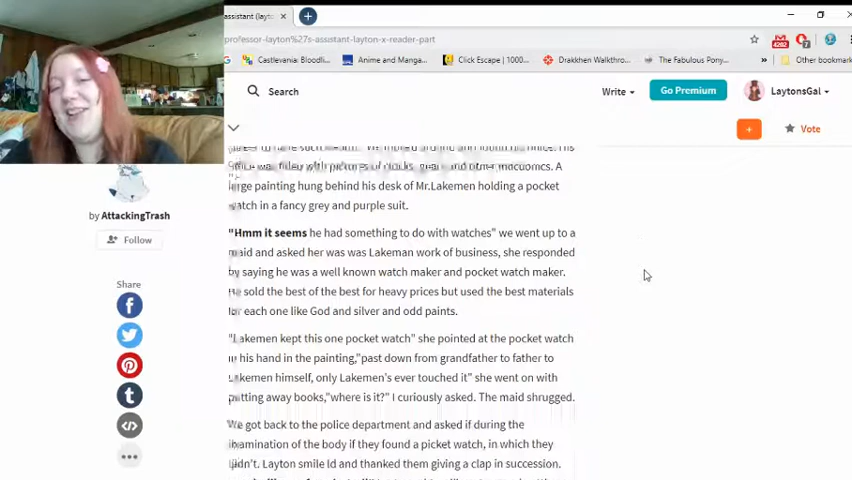 assistant (layto
professor-layton%27s-assistant-layton-x-reader-part
Castlevania: Bloodli...
Anime and Manga...
Click Escape | 1000...
Drakkhen Walkthro...
The Fabulous Pony...
»
Other bookmark
Search
Write
Go Premium
LaytonsGal
+
Vote
by AttackingTrash
Follow
Share
office was filled with pictures of
A
large painting hung behind his desk of Mr.Lakemen holding a pocket
watch in a fancy grey and purple suit.
"Hmm it seems he had something to do with watches" we went up to a
maid and asked her was was Lakeman work of business, she responded
by saying he was a well known watch maker and pocket watch maker.
He sold the best of the best for heavy prices but used the best materials
for each one like God and silver and odd paints.
"Lakemen kept this one pocket watch" she pointed at the pocket watch
in his hand in the painting,"past down from grandfather to father to
Lakemen himself, only Lakemen's ever touched it" she went on with
putting away books,"where is it?" I curiously asked. The maid shrugged.
We got back to the police department and asked if during the
examination of the body if they found a picket watch, in which they
didn't. Layton smile ld and thanked them giving a clap in succession.